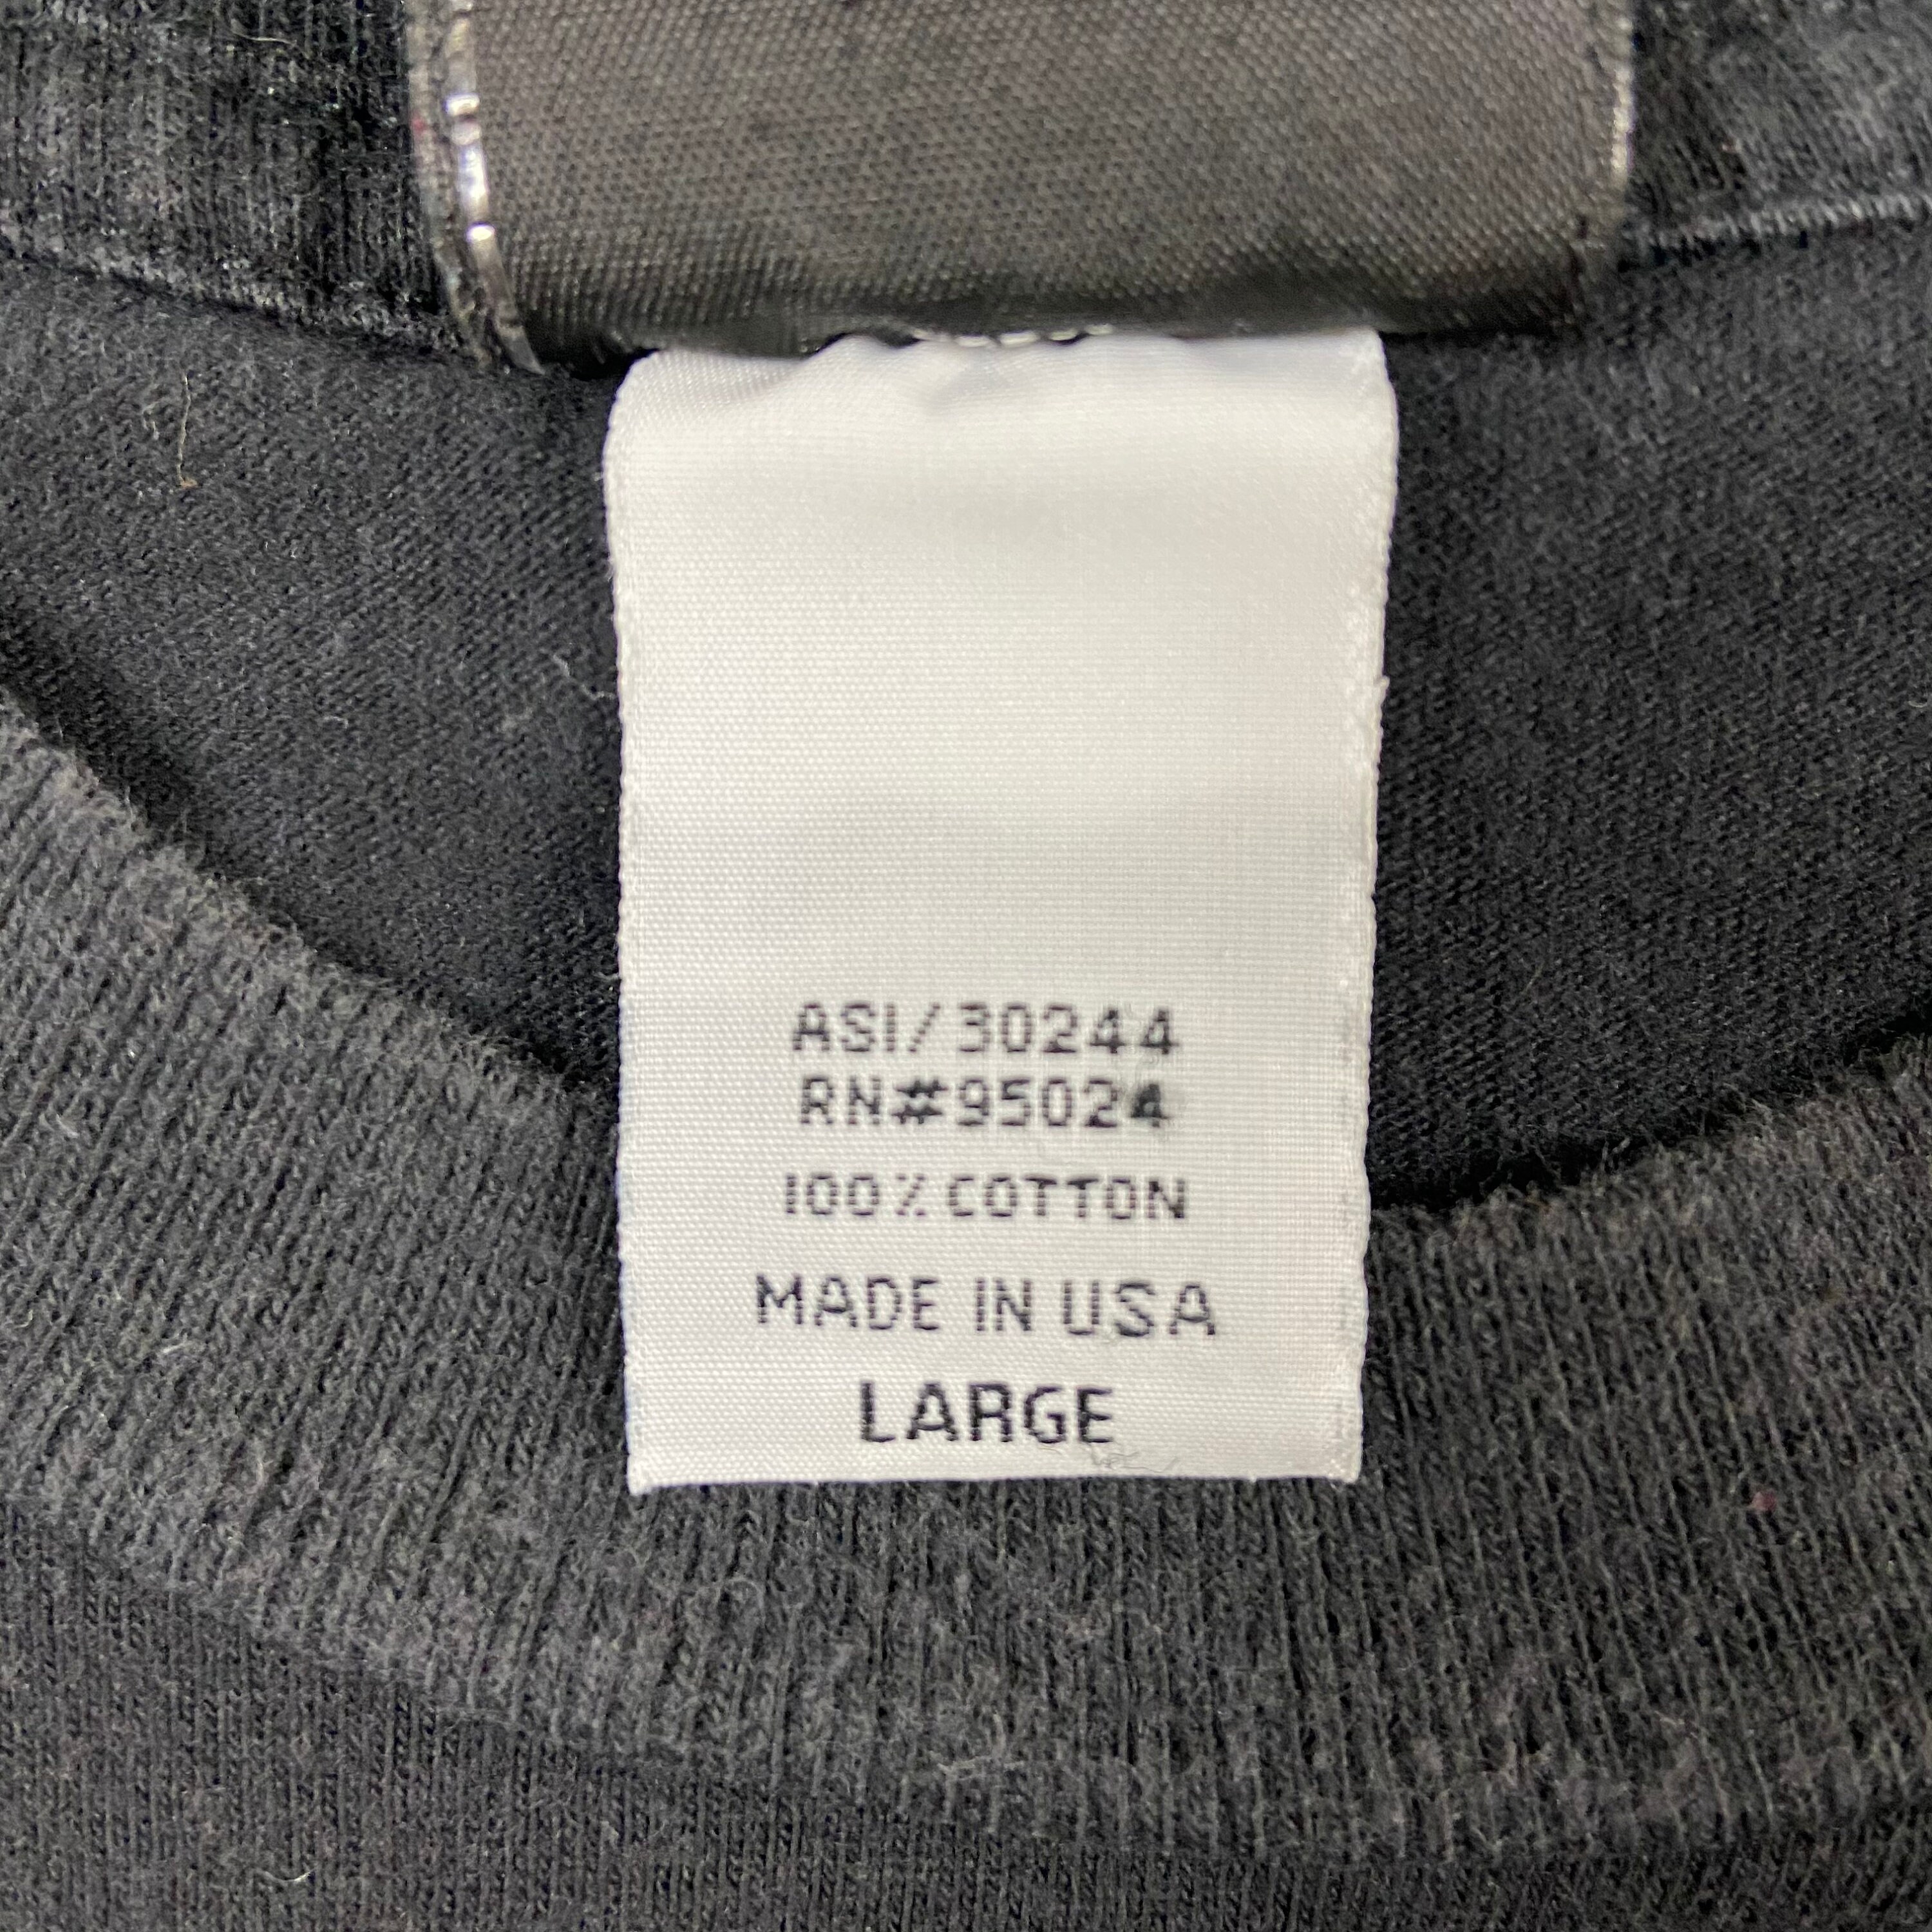 ASI/30244
RN#95024
100% COTTON
MADE IN USA
LARGE